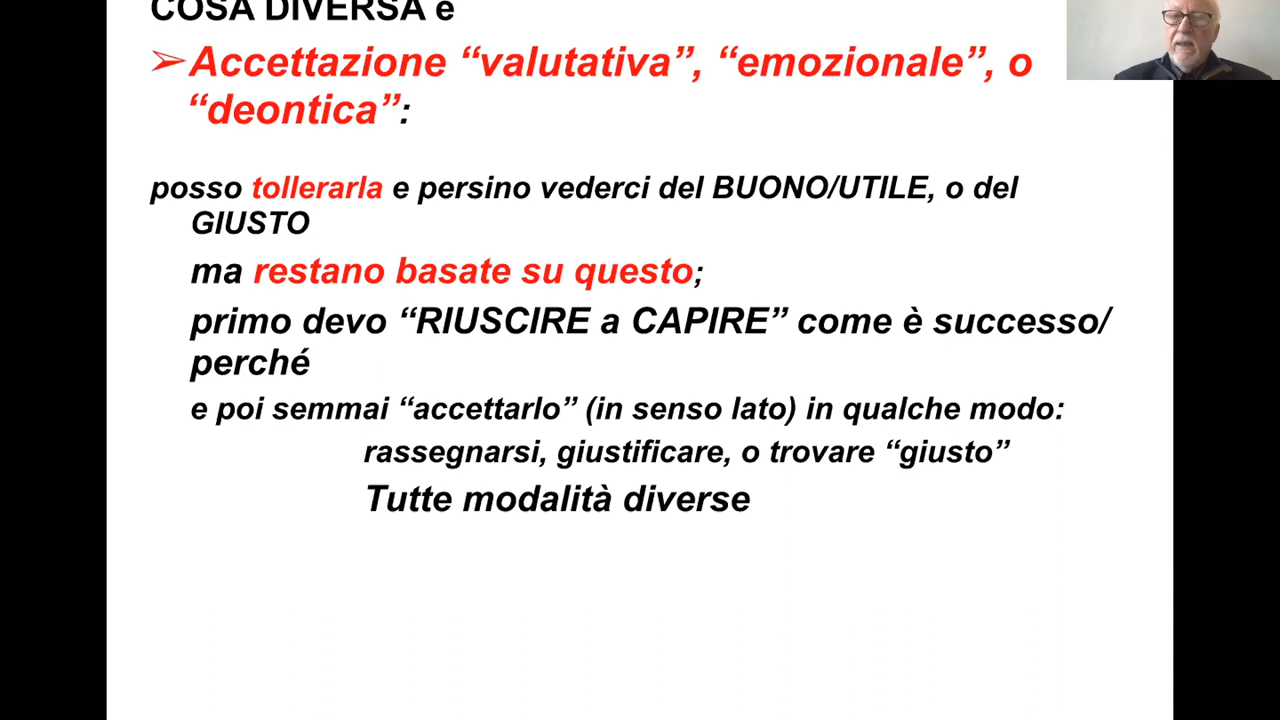 COSA DIVERSA è
➢Accettazione “valutativa”, “emozionale”, o
“deontica”:
posso tollerarla e persino vederci del BUONO/UTILE, o del
GIUSTO
ma restano basate su questo;
primo devo “RIUSCIRE a CAPIRE” come è successo/
perché
e poi semmai “accettarlo” (in senso lato) in qualche modo:
rassegnarsi, giustificare, o trovare “giusto”
Tutte modalità diverse